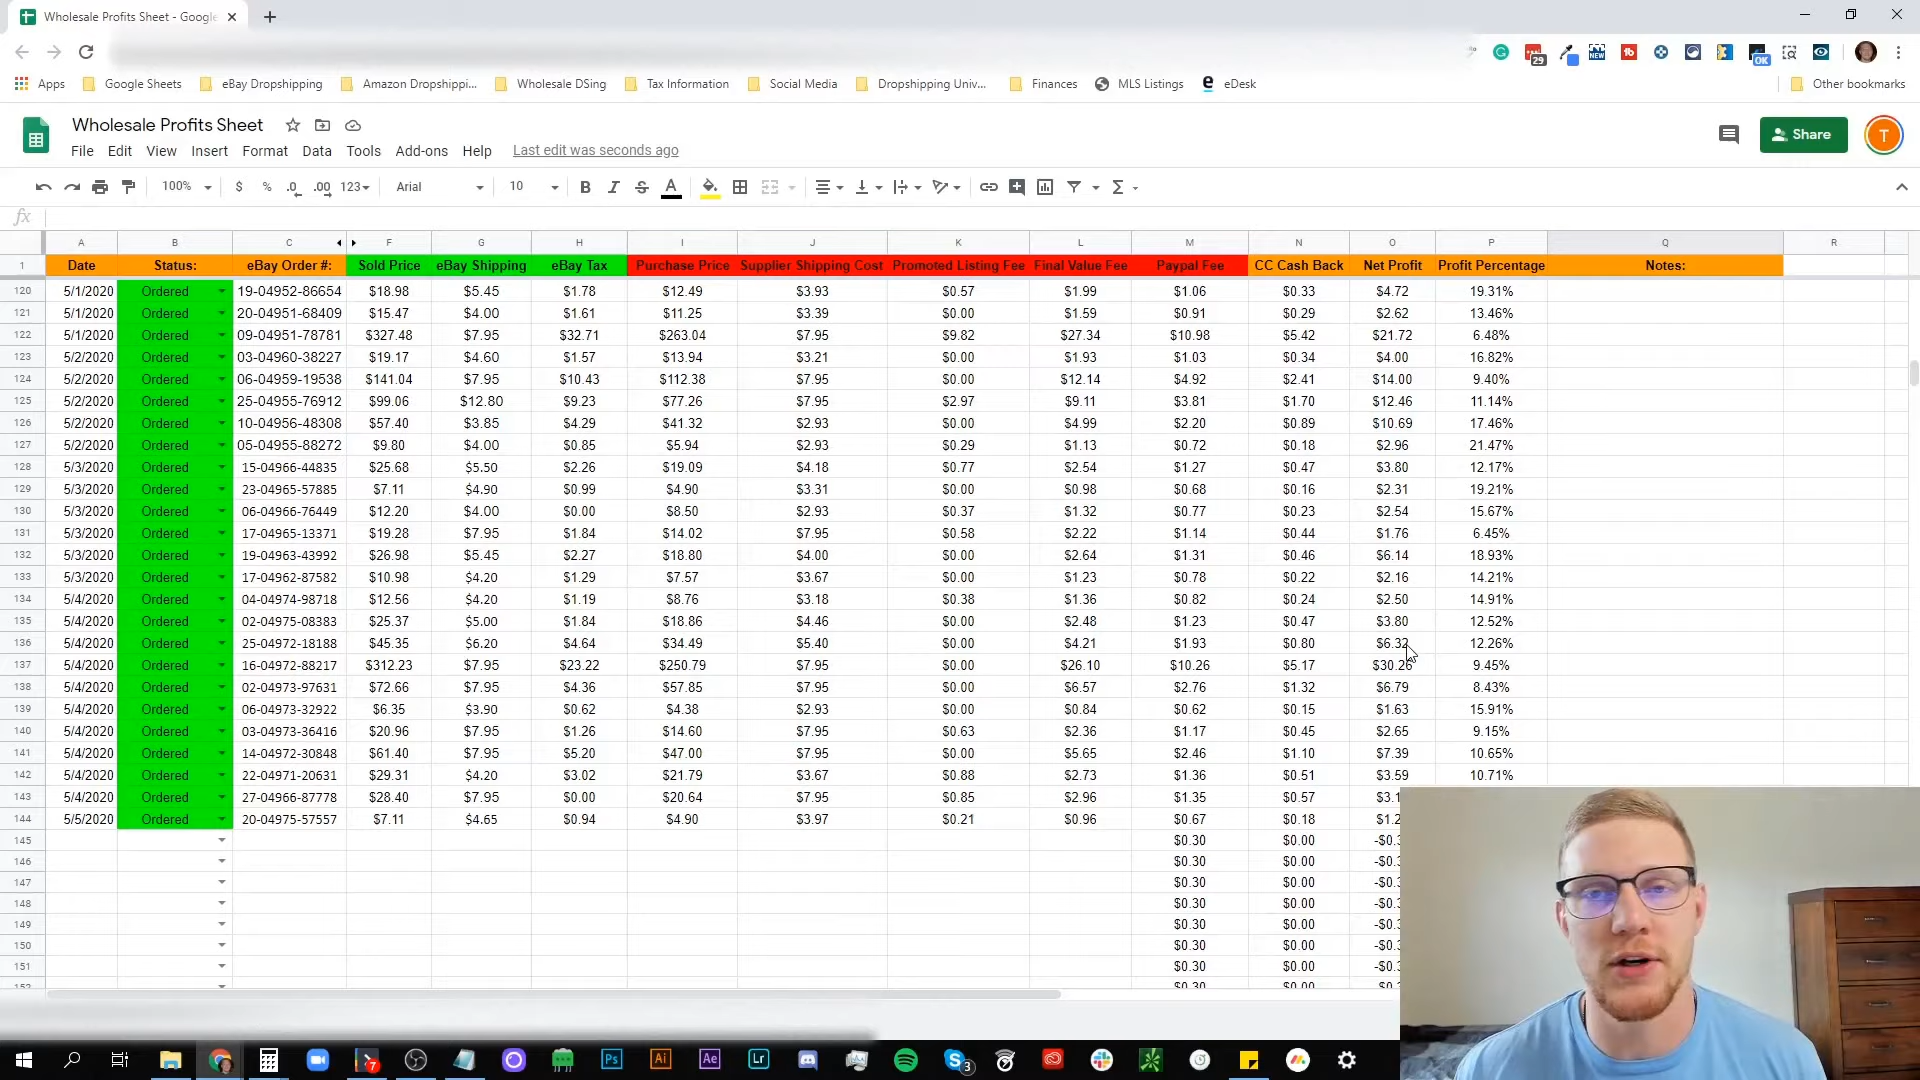 Wholesale Profits Sheet - Google
29 NEW OK
Apps Google Sheets eBay Dropshipping Amazon Dropshippi... Wholesale DSing Tax Information Social Media Dropshipping Univ... Finances MLS Listings eDesk Other bookmarks
Wholesale Profits Sheet
Share T
File Edit View Insert Format Data Tools Add-ons Help Last edit was seconds ago
100% $ % .0 .00 123 Arial 10 B I S A
fx
A B C F G H I J K L M N O P Q R
1 Date Status: eBay Order #: Sold Price eBay Shipping eBay Tax Purchase Price Supplier Shipping Cost Promoted Listing Fee Final Value Fee Paypal Fee CC Cash Back Net Profit Profit Percentage Notes:
120 5/1/2020 Ordered 19-04952-86654 $18.98 $5.45 $1.78 $12.49 $3.93 $0.57 $1.99 $1.06 $0.33 $4.72 19.31%
121 5/1/2020 Ordered 20-04951-68409 $15.47 $4.00 $1.61 $11.25 $3.39 $0.00 $1.59 $0.91 $0.29 $2.62 13.46%
122 5/1/2020 Ordered 09-04951-78781 $327.48 $7.95 $32.71 $263.04 $7.95 $9.82 $27.34 $10.98 $5.42 $21.72 6.48%
123 5/2/2020 Ordered 03-04960-38227 $19.17 $4.60 $1.57 $13.94 $3.21 $0.00 $1.93 $1.03 $0.34 $4.00 16.82%
124 5/2/2020 Ordered 06-04959-19538 $141.04 $7.95 $10.43 $112.38 $7.95 $0.00 $12.14 $4.92 $2.41 $14.00 9.40%
125 5/2/2020 Ordered 25-04955-76912 $99.06 $12.80 $9.23 $77.26 $7.95 $2.97 $9.11 $3.81 $1.70 $12.46 11.14%
126 5/2/2020 Ordered 10-04956-48308 $57.40 $3.85 $4.29 $41.32 $2.93 $0.00 $4.99 $2.20 $0.89 $10.69 17.46%
127 5/2/2020 Ordered 05-04955-88272 $9.80 $4.00 $0.85 $5.94 $2.93 $0.29 $1.13 $0.72 $0.18 $2.96 21.47%
128 5/3/2020 Ordered 15-04966-44835 $25.68 $5.50 $2.26 $19.09 $4.18 $0.77 $2.54 $1.27 $0.47 $3.80 12.17%
129 5/3/2020 Ordered 23-04965-57885 $7.11 $4.90 $0.99 $4.90 $3.31 $0.00 $0.98 $0.68 $0.16 $2.31 19.21%
130 5/3/2020 Ordered 06-04966-76449 $12.20 $4.00 $0.00 $8.50 $2.93 $0.37 $1.32 $0.77 $0.23 $2.54 15.67%
131 5/3/2020 Ordered 17-04965-13371 $19.28 $7.95 $1.84 $14.02 $7.95 $0.58 $2.22 $1.14 $0.44 $1.76 6.45%
132 5/3/2020 Ordered 19-04963-43992 $26.98 $5.45 $2.27 $18.80 $4.00 $0.00 $2.64 $1.31 $0.46 $6.14 18.93%
133 5/3/2020 Ordered 17-04962-87582 $10.98 $4.20 $1.29 $7.57 $3.67 $0.00 $1.23 $0.78 $0.22 $2.16 14.21%
134 5/4/2020 Ordered 04-04974-98718 $12.56 $4.20 $1.19 $8.76 $3.18 $0.38 $1.36 $0.82 $0.24 $2.50 14.91%
135 5/4/2020 Ordered 02-04975-08383 $25.37 $5.00 $1.84 $18.86 $4.46 $0.00 $2.48 $1.23 $0.47 $3.80 12.52%
136 5/4/2020 Ordered 25-04972-18188 $45.35 $6.20 $4.64 $34.49 $5.40 $0.00 $4.21 $1.93 $0.80 $6.32 12.26%
137 5/4/2020 Ordered 16-04972-88217 $312.23 $7.95 $23.22 $250.79 $7.95 $0.00 $26.10 $10.26 $5.17 9.45%
138 5/4/2020 Ordered 02-04973-97631 $72.66 $7.95 $4.36 $57.85 $7.95 $0.00 $6.57 $2.76 $1.32 $6.79 8.43%
139 5/4/2020 Ordered 06-04973-32922 $6.35 $3.90 $0.62 $4.38 $2.93 $0.00 $0.84 $0.62 $0.15 $1.63 15.91%
140 5/4/2020 Ordered 03-04973-36416 $20.96 $7.95 $1.26 $14.60 $7.95 $0.63 $2.36 $1.17 $0.45 $2.65 9.15%
141 5/4/2020 Ordered 14-04972-30848 $61.40 $7.95 $5.20 $47.00 $7.95 $0.00 $5.65 $2.46 $1.10 $7.39 10.65%
142 5/4/2020 Ordered 22-04971-20631 $29.31 $4.20 $3.02 $21.79 $3.67 $0.88 $2.73 $1.36 $0.51 $3.59 10.71%
143 5/4/2020 Ordered 27-04966-87778 $28.40 $7.95 $0.00 $20.64 $7.95 $0.85 $2.96 $1.35 $0.57 $3.1
144 5/5/2020 Ordered 20-04975-57557 $7.11 $4.65 $0.94 $4.90 $3.97 $0.21 $0.96 $0.67 $0.18 $1.2
145 $0.30 $0.00 -$0.3
146 $0.30 $0.00 -$0.3
147 $0.30 $0.00 -$0.3
148 $0.30 $0.00 -$0.3
149 $0.30 $0.00 -$0.3
150 $0.30 $0.00 -$0.3
151 $0.30 $0.00 -$0.3
152 $0.30 $0.00 -$0.3
7 Ps Ai Ae Lr 3